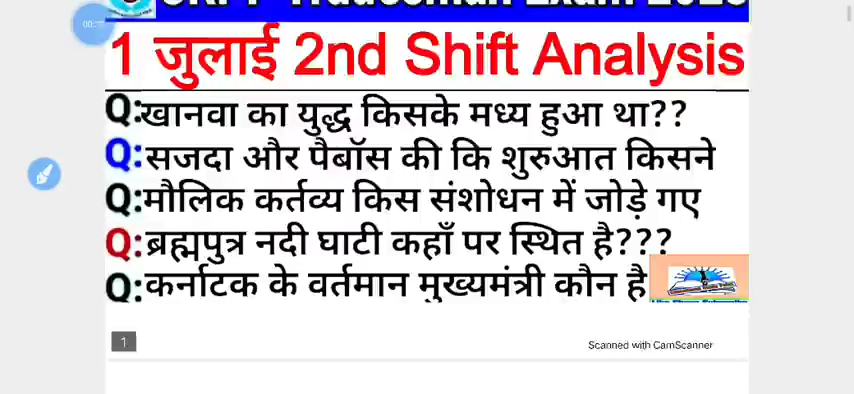 1 जुलाई 2nd Shift Analysis
Q:खानवा का युद्ध किसके मध्य हुआ था??
Q:सजदा और पैबॉस की कि शुरुआत किसने
Q:मौलिक कर्तव्य किस संशोधन में जोड़े गए
Q:ब्रह्मपुत्र नदी घाटी कहाँ पर स्थित है???
Q:कर्नाटक के वर्तमान मुख्यमंत्री कौन है
1
Scanned with CamScanner